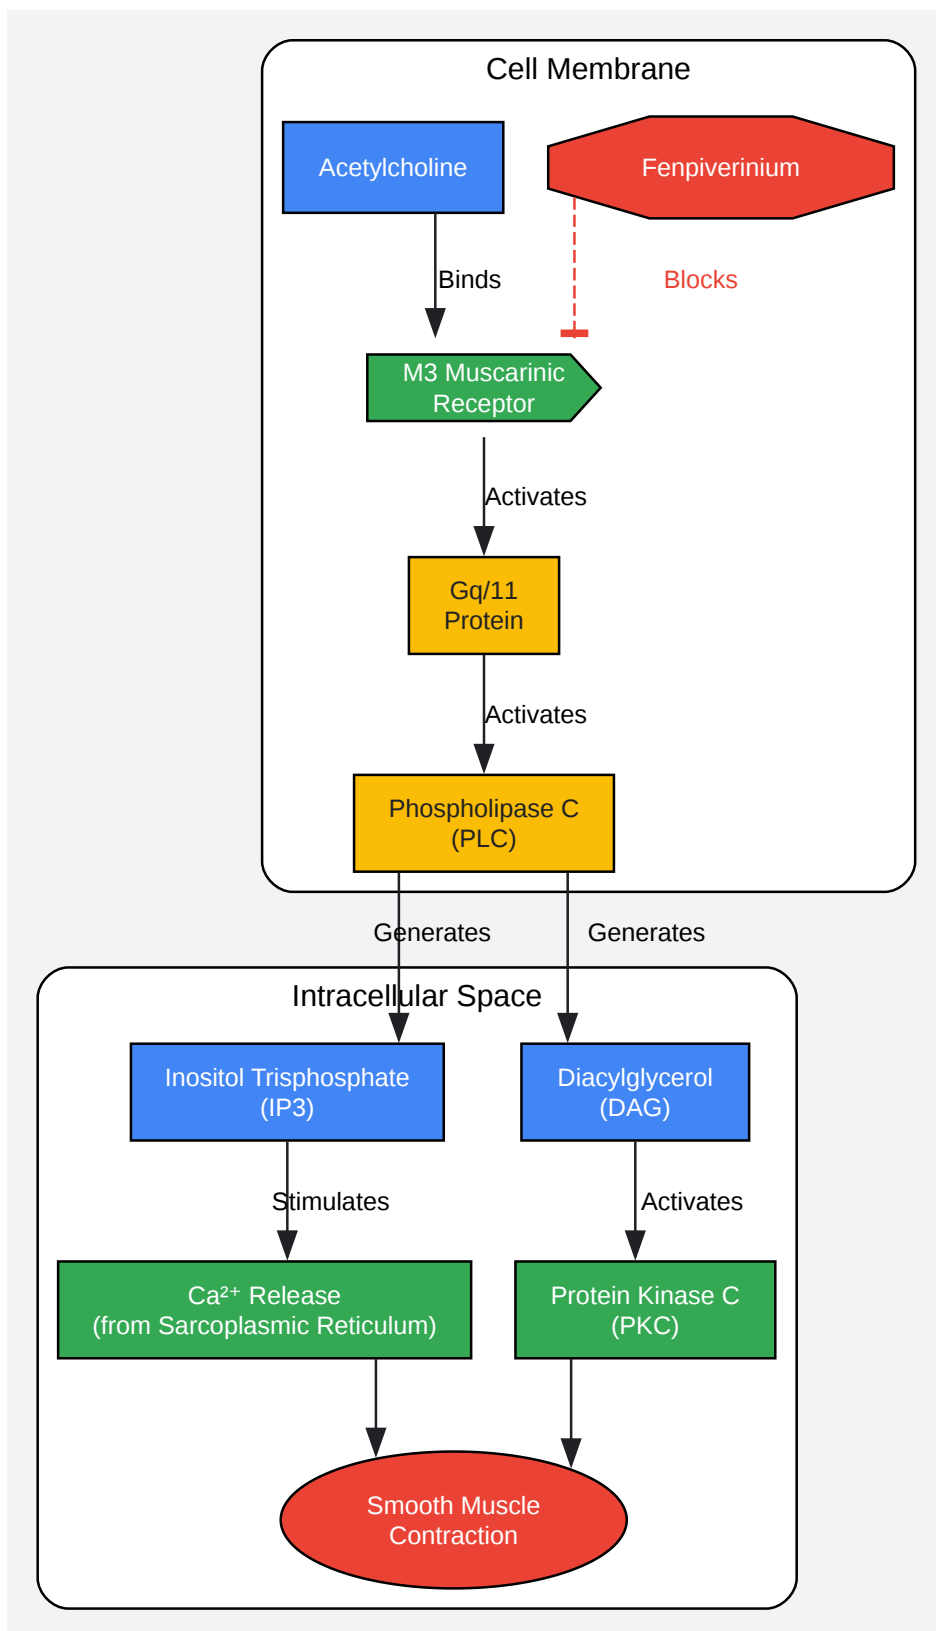 Cell Membrane
Acetylcholine
Fenpiverinium
Binds
Blocks
M3 Muscarinic
Receptor
Activates
Gq/11
Protein
Activates
Phospholipase C
(PLC)
Generates
Generates
Intracellular Space
Inositol Trisphosphate
(IP3)
Diacylglycerol
(DAG)
Stimulates
Activates
Ca²⁺ Release
(from Sarcoplasmic Reticulum)
Protein Kinase C
(PKC)
Smooth Muscle
Contraction